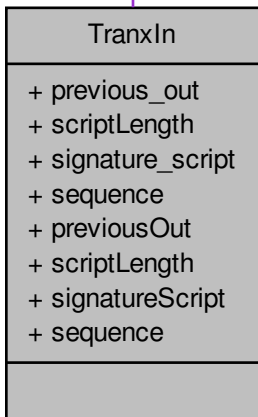 TranxIn
+ previous_out
+ scriptLength
+ signature_script
+ sequence
+ previousOut
+ scriptLength
+ signatureScript
+ sequence